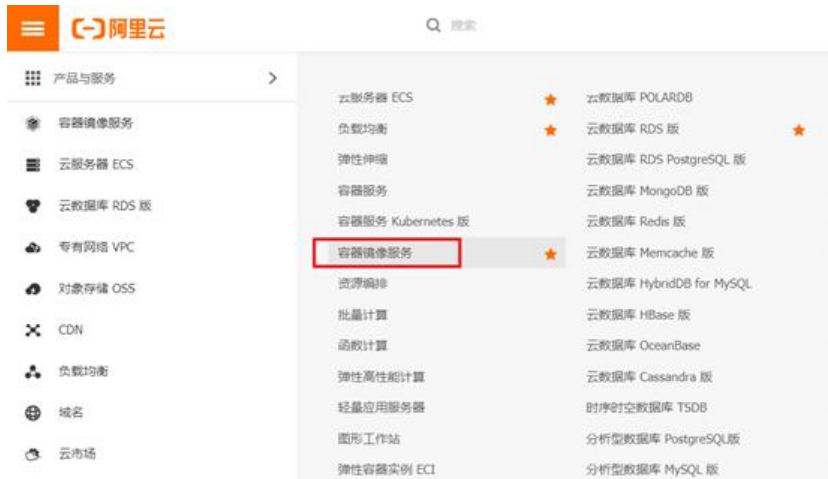 阿里云
搜索
产品与服务
容器镜像服务
云服务器 ECS
云数据库 RDS 版
专有网络 VPC
对象存储 OSS
CDN
负载均衡
域名
云市场
云服务器 ECS
负载均衡
弹性伸缩
容器服务
容器服务 Kubernetes 版
容器镜像服务
资源编排
批量计算
函数计算
弹性高性能计算
轻量应用服务器
图形工作站
弹性容器实例 ECI
云数据库 POLARDB
云数据库 RDS 版
云数据库 RDS PostgreSQL 版
云数据库 MongoDB 版
云数据库 Redis 版
云数据库 Memcache 版
云数据库 HybridDB for MySQL
云数据库 HBase 版
云数据库 OceanBase
云数据库 Cassandra 版
时序时空数据库 TSDB
分析型数据库 PostgreSQL版
分析型数据库 MySQL 版